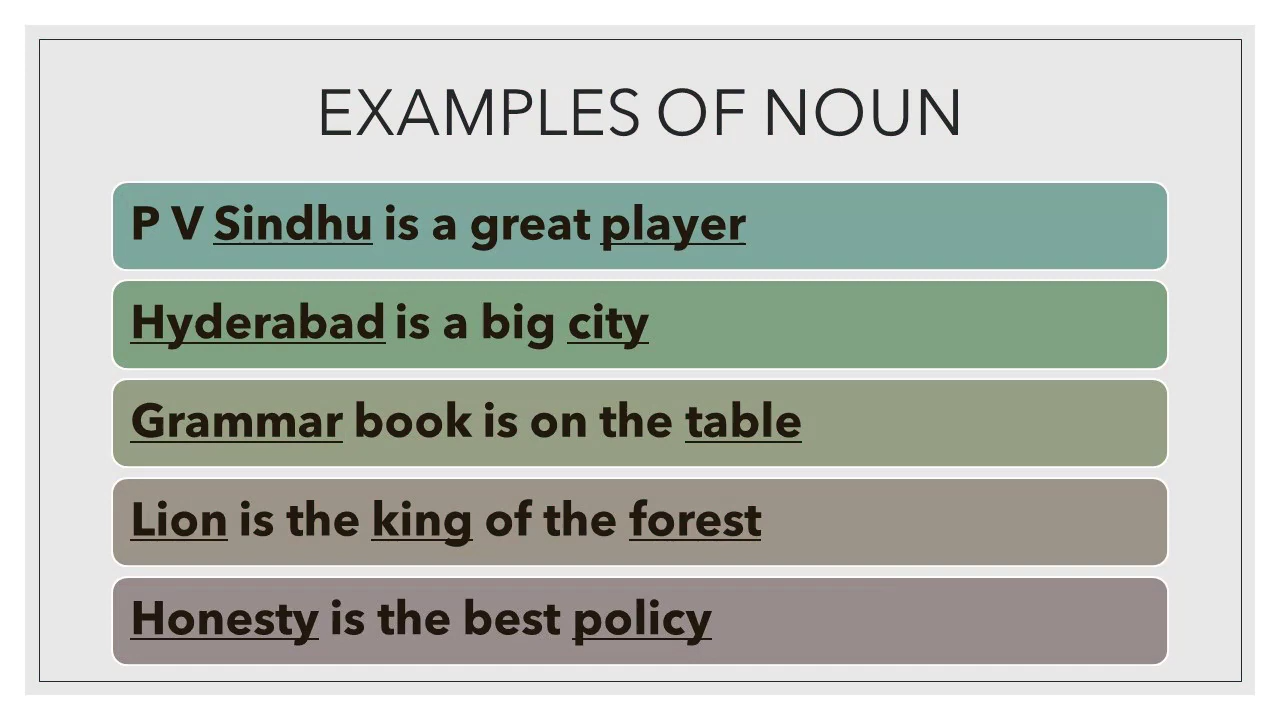 EXAMPLES OF NOUN
P V Sindhu is a great player
Hyderabad is a big city
Grammar book is on the table
Lion is the king of the forest
Honesty is the best policy